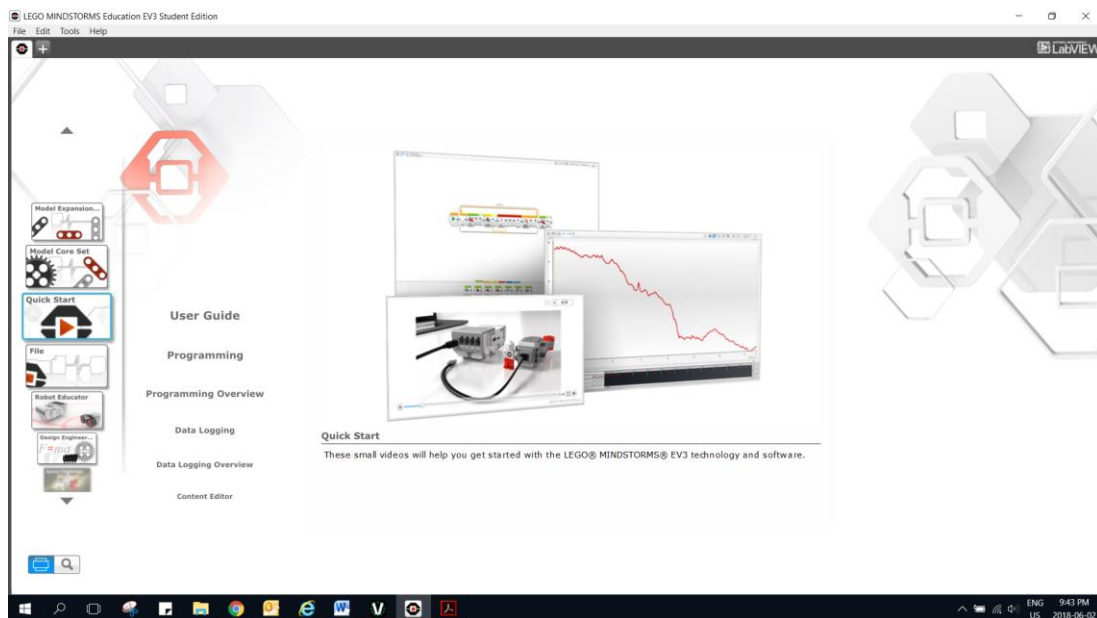 LEGO MINDSTORMS Education EV3 Student Edition
File Edit Tools Help
LabVIEW
Model Expansion...
Model Core Set
Quick Start
File
Robot Educator
Design Engineer...
F=ma
User Guide
Programming
Programming Overview
Data Logging
Data Logging Overview
Content Editor
Quick Start
These small videos will help you get started with the LEGO® MINDSTORMS® EV3 technology and software.
ENG 9:43 PM
US 2018-06-02